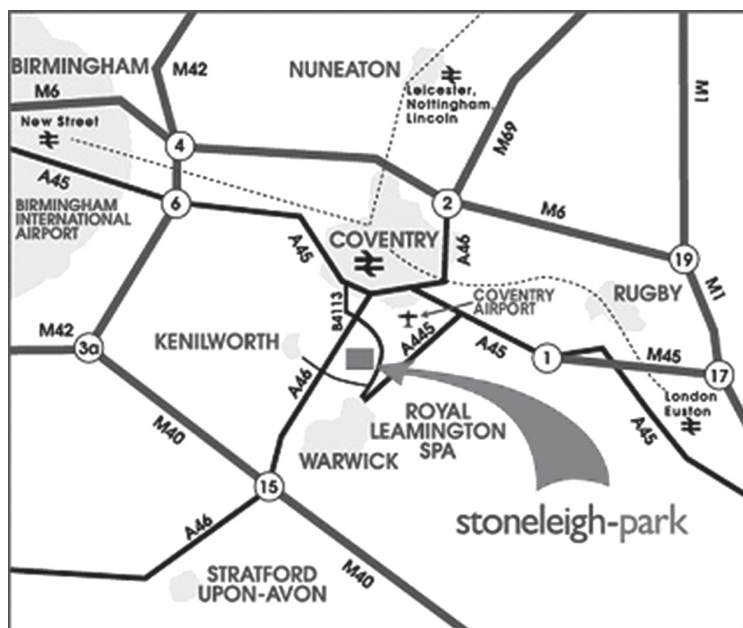 BIRMINGHAM
M42
NUNEATON
M6
Leicester,
Nottingham,
Lincoln
M1
New Street
4
M69
A45
6
2
BIRMINGHAM
INTERNATIONAL
AIRPORT
M6
A45
COVENTRY
A46
19
M1
COVENTRY
AIRPORT
RUGBY
B4113
M42
3a
KENILWORTH
A445
A45
1
M45
17
A46
London
Euston
M40
ROYAL
LEAMINGTON
SPA
A45
WARWICK
15
stoneleigh-park
A46
M40
STRATFORD
UPON-AVON